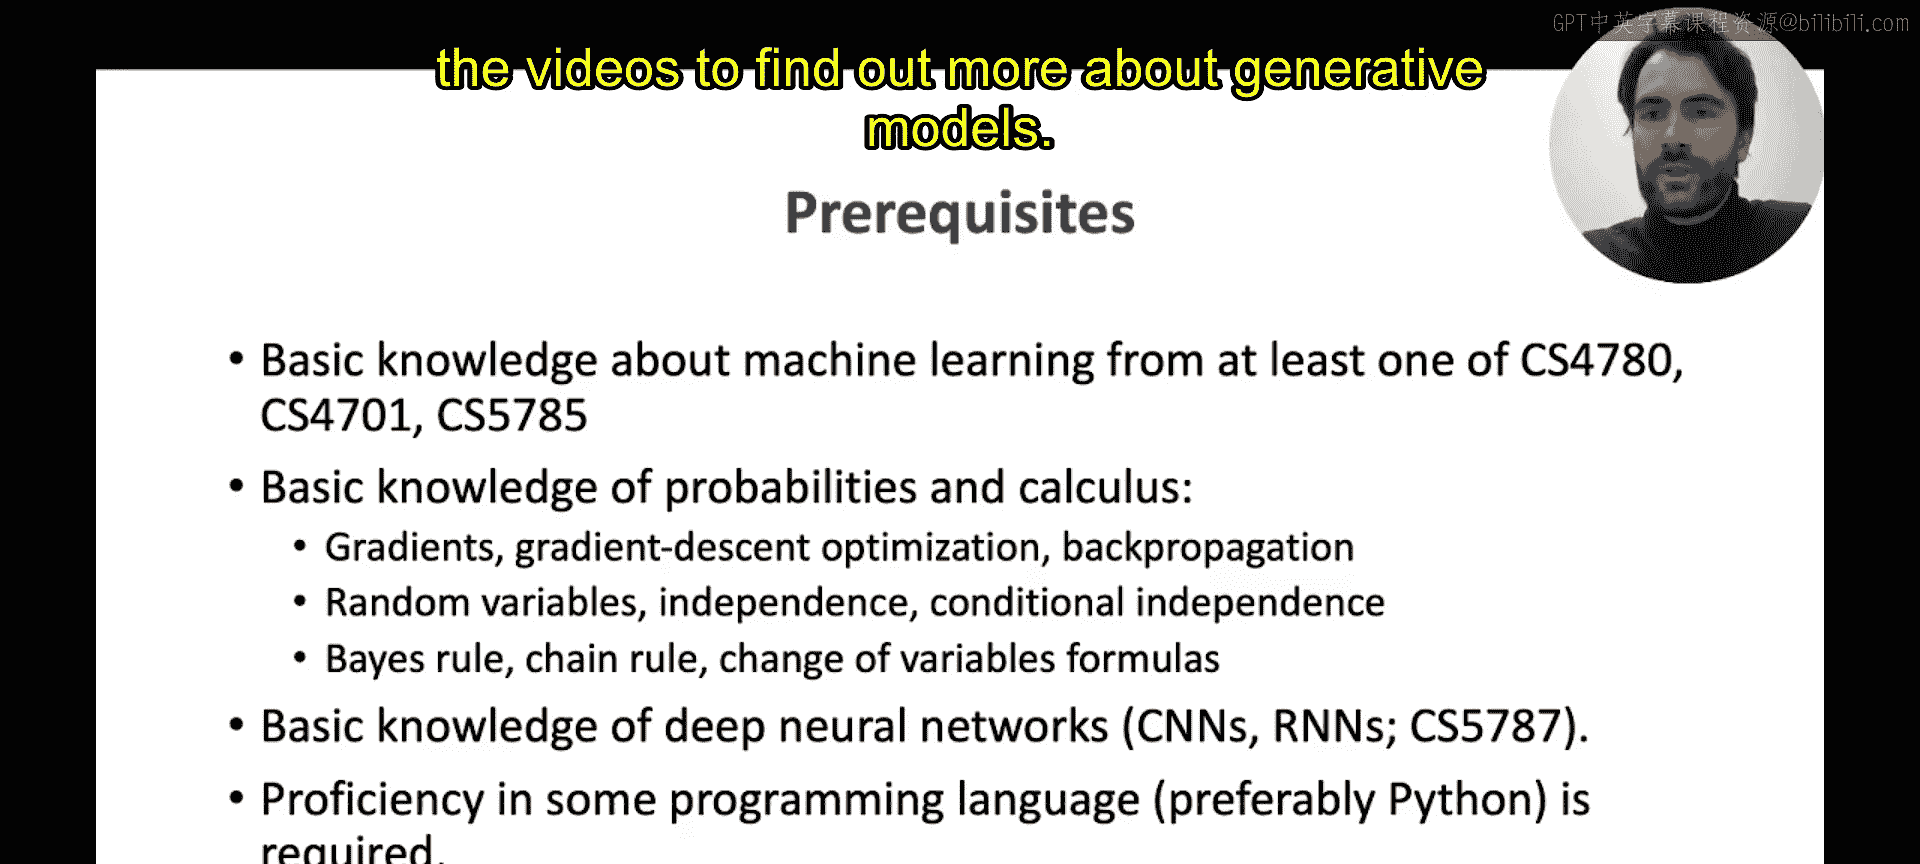 GPT中英字幕课程资源@bilibili.com
the videos to find out more about generative
models.
Prerequisites
• Basic knowledge about machine learning from at least one of CS4780,
CS4701, CS5785
• Basic knowledge of probabilities and calculus:
• Gradients, gradient-descent optimization, backpropagation
• Random variables, independence, conditional independence
• Bayes rule, chain rule, change of variables formulas
• Basic knowledge of deep neural networks (CNNs, RNNs; CS5787).
• Proficiency in some programming language (preferably Python) is
required.